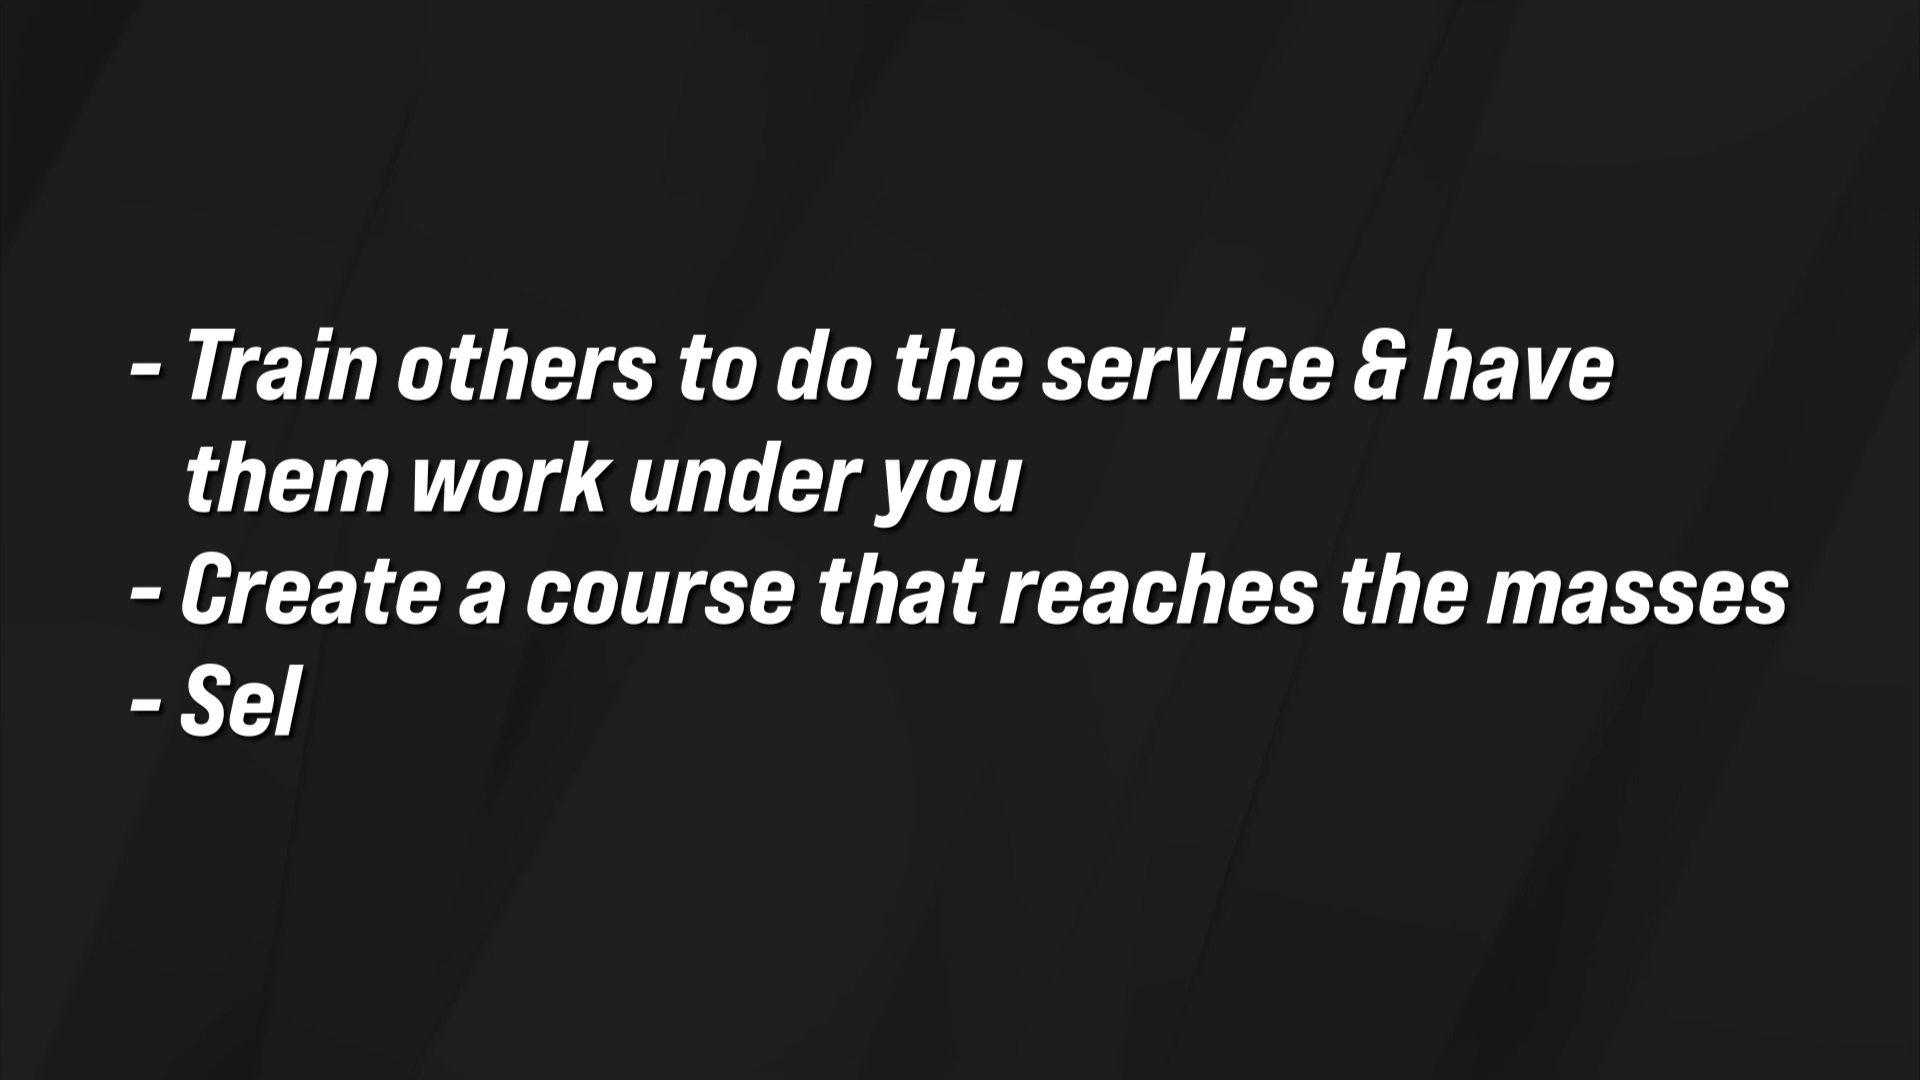 - Train others to do the service & have
them work under you
- Create a course that reaches the masses
- Sel